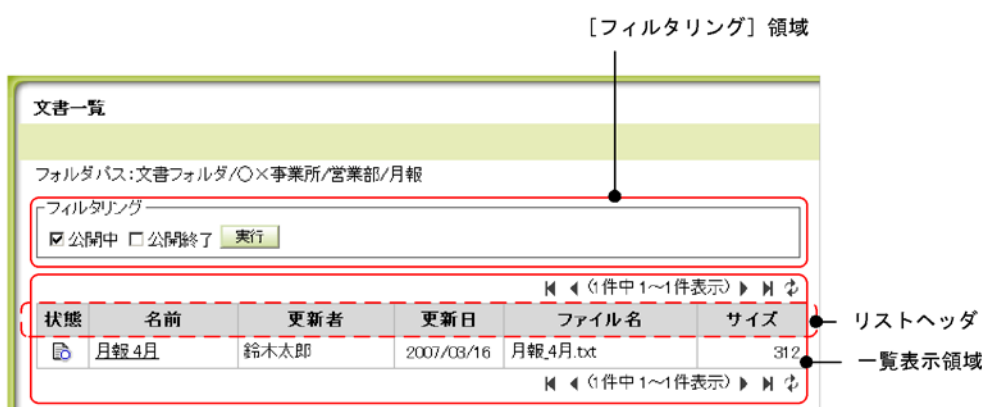 ［フィルタリング］領域
文書一覧
フォルダパス:文書フォルダ/○×事業所/営業部/月報
フィルタリング
公開中 公開終了 実行
(1件中 1～1件表示)
状態 名前 更新者 更新日 ファイル名 サイズ
リストヘッダ
月報 4月 鈴木太郎 2007/03/16 月報_4月.txt 312
一覧表示領域
(1件中 1～1件表示)